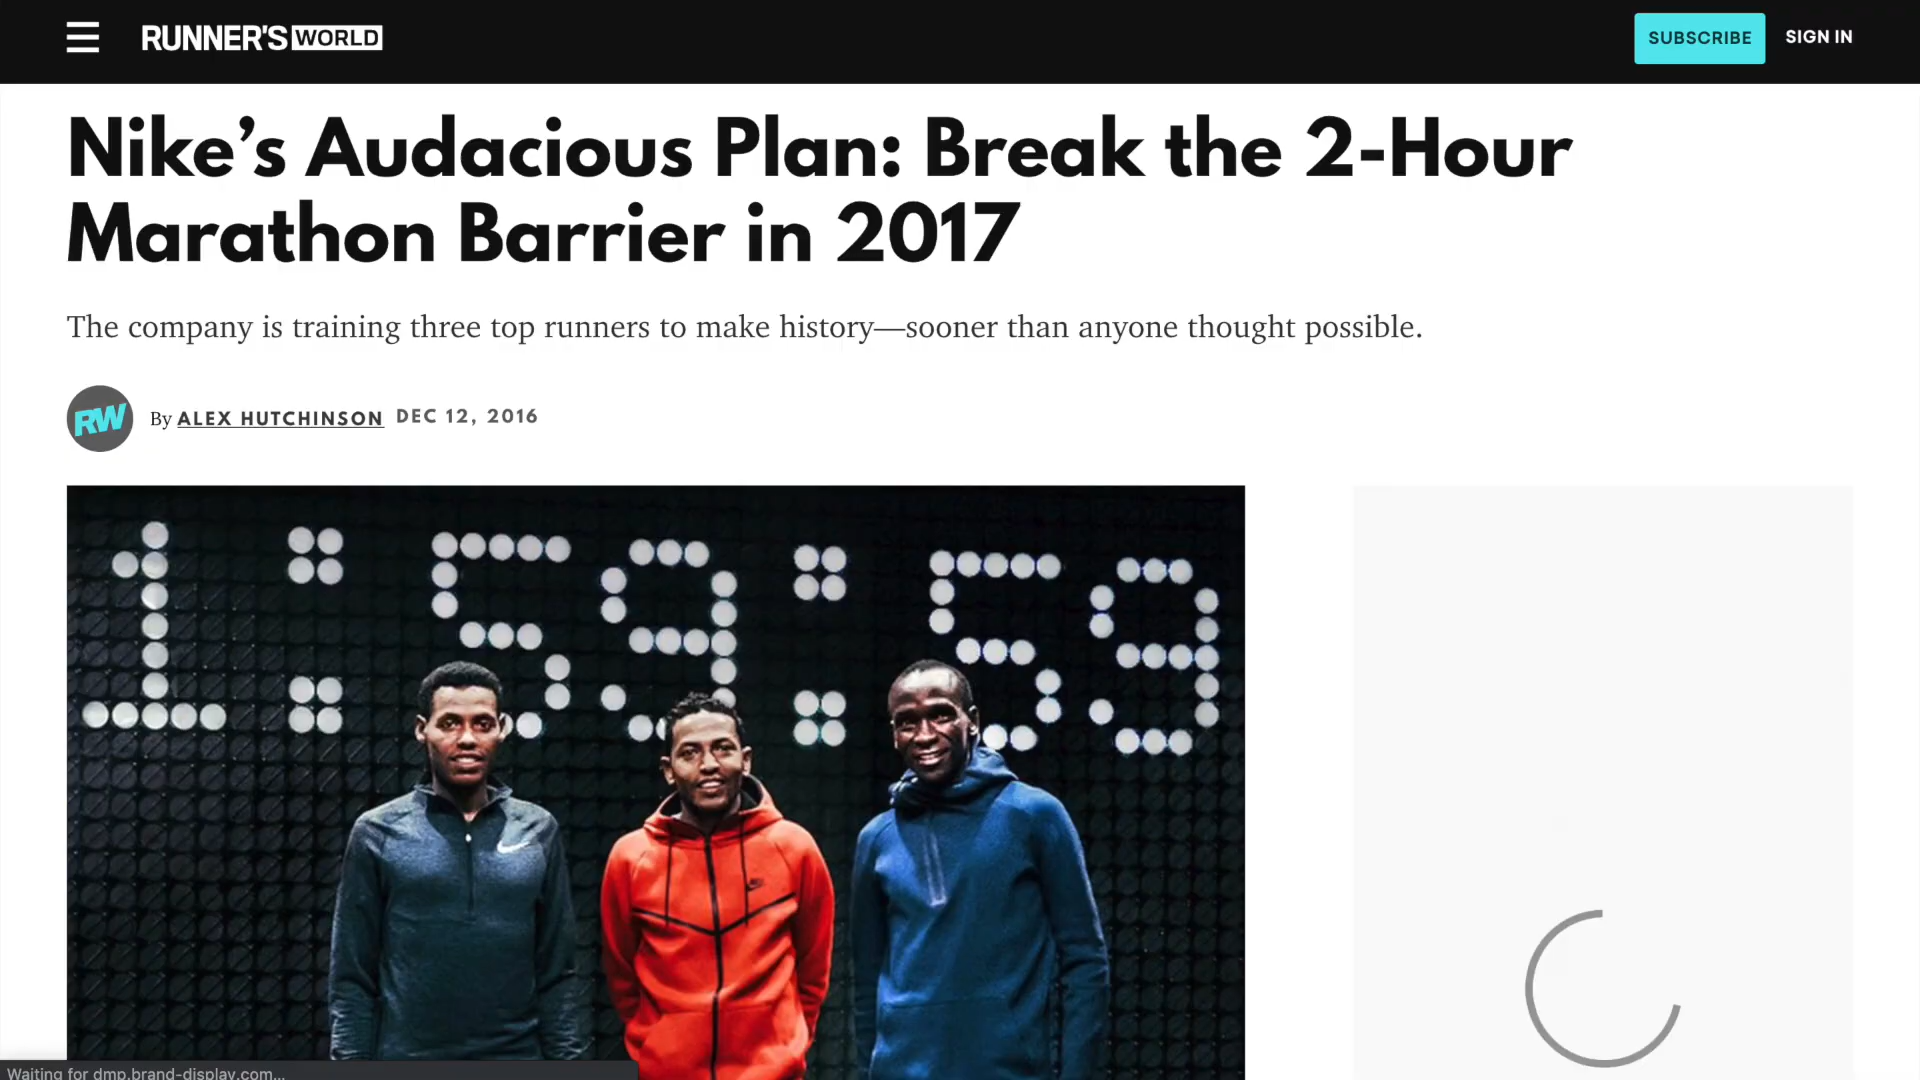 RUNNER'S WORLD
SUBSCRIBE
SIGN IN
Nike’s Audacious Plan: Break the 2-Hour
Marathon Barrier in 2017
The company is training three top runners to make history—sooner than anyone thought possible.
RW
By ALEX HUTCHINSON DEC 12, 2016
1:59:59
Waiting for dmp.brand-display.com...